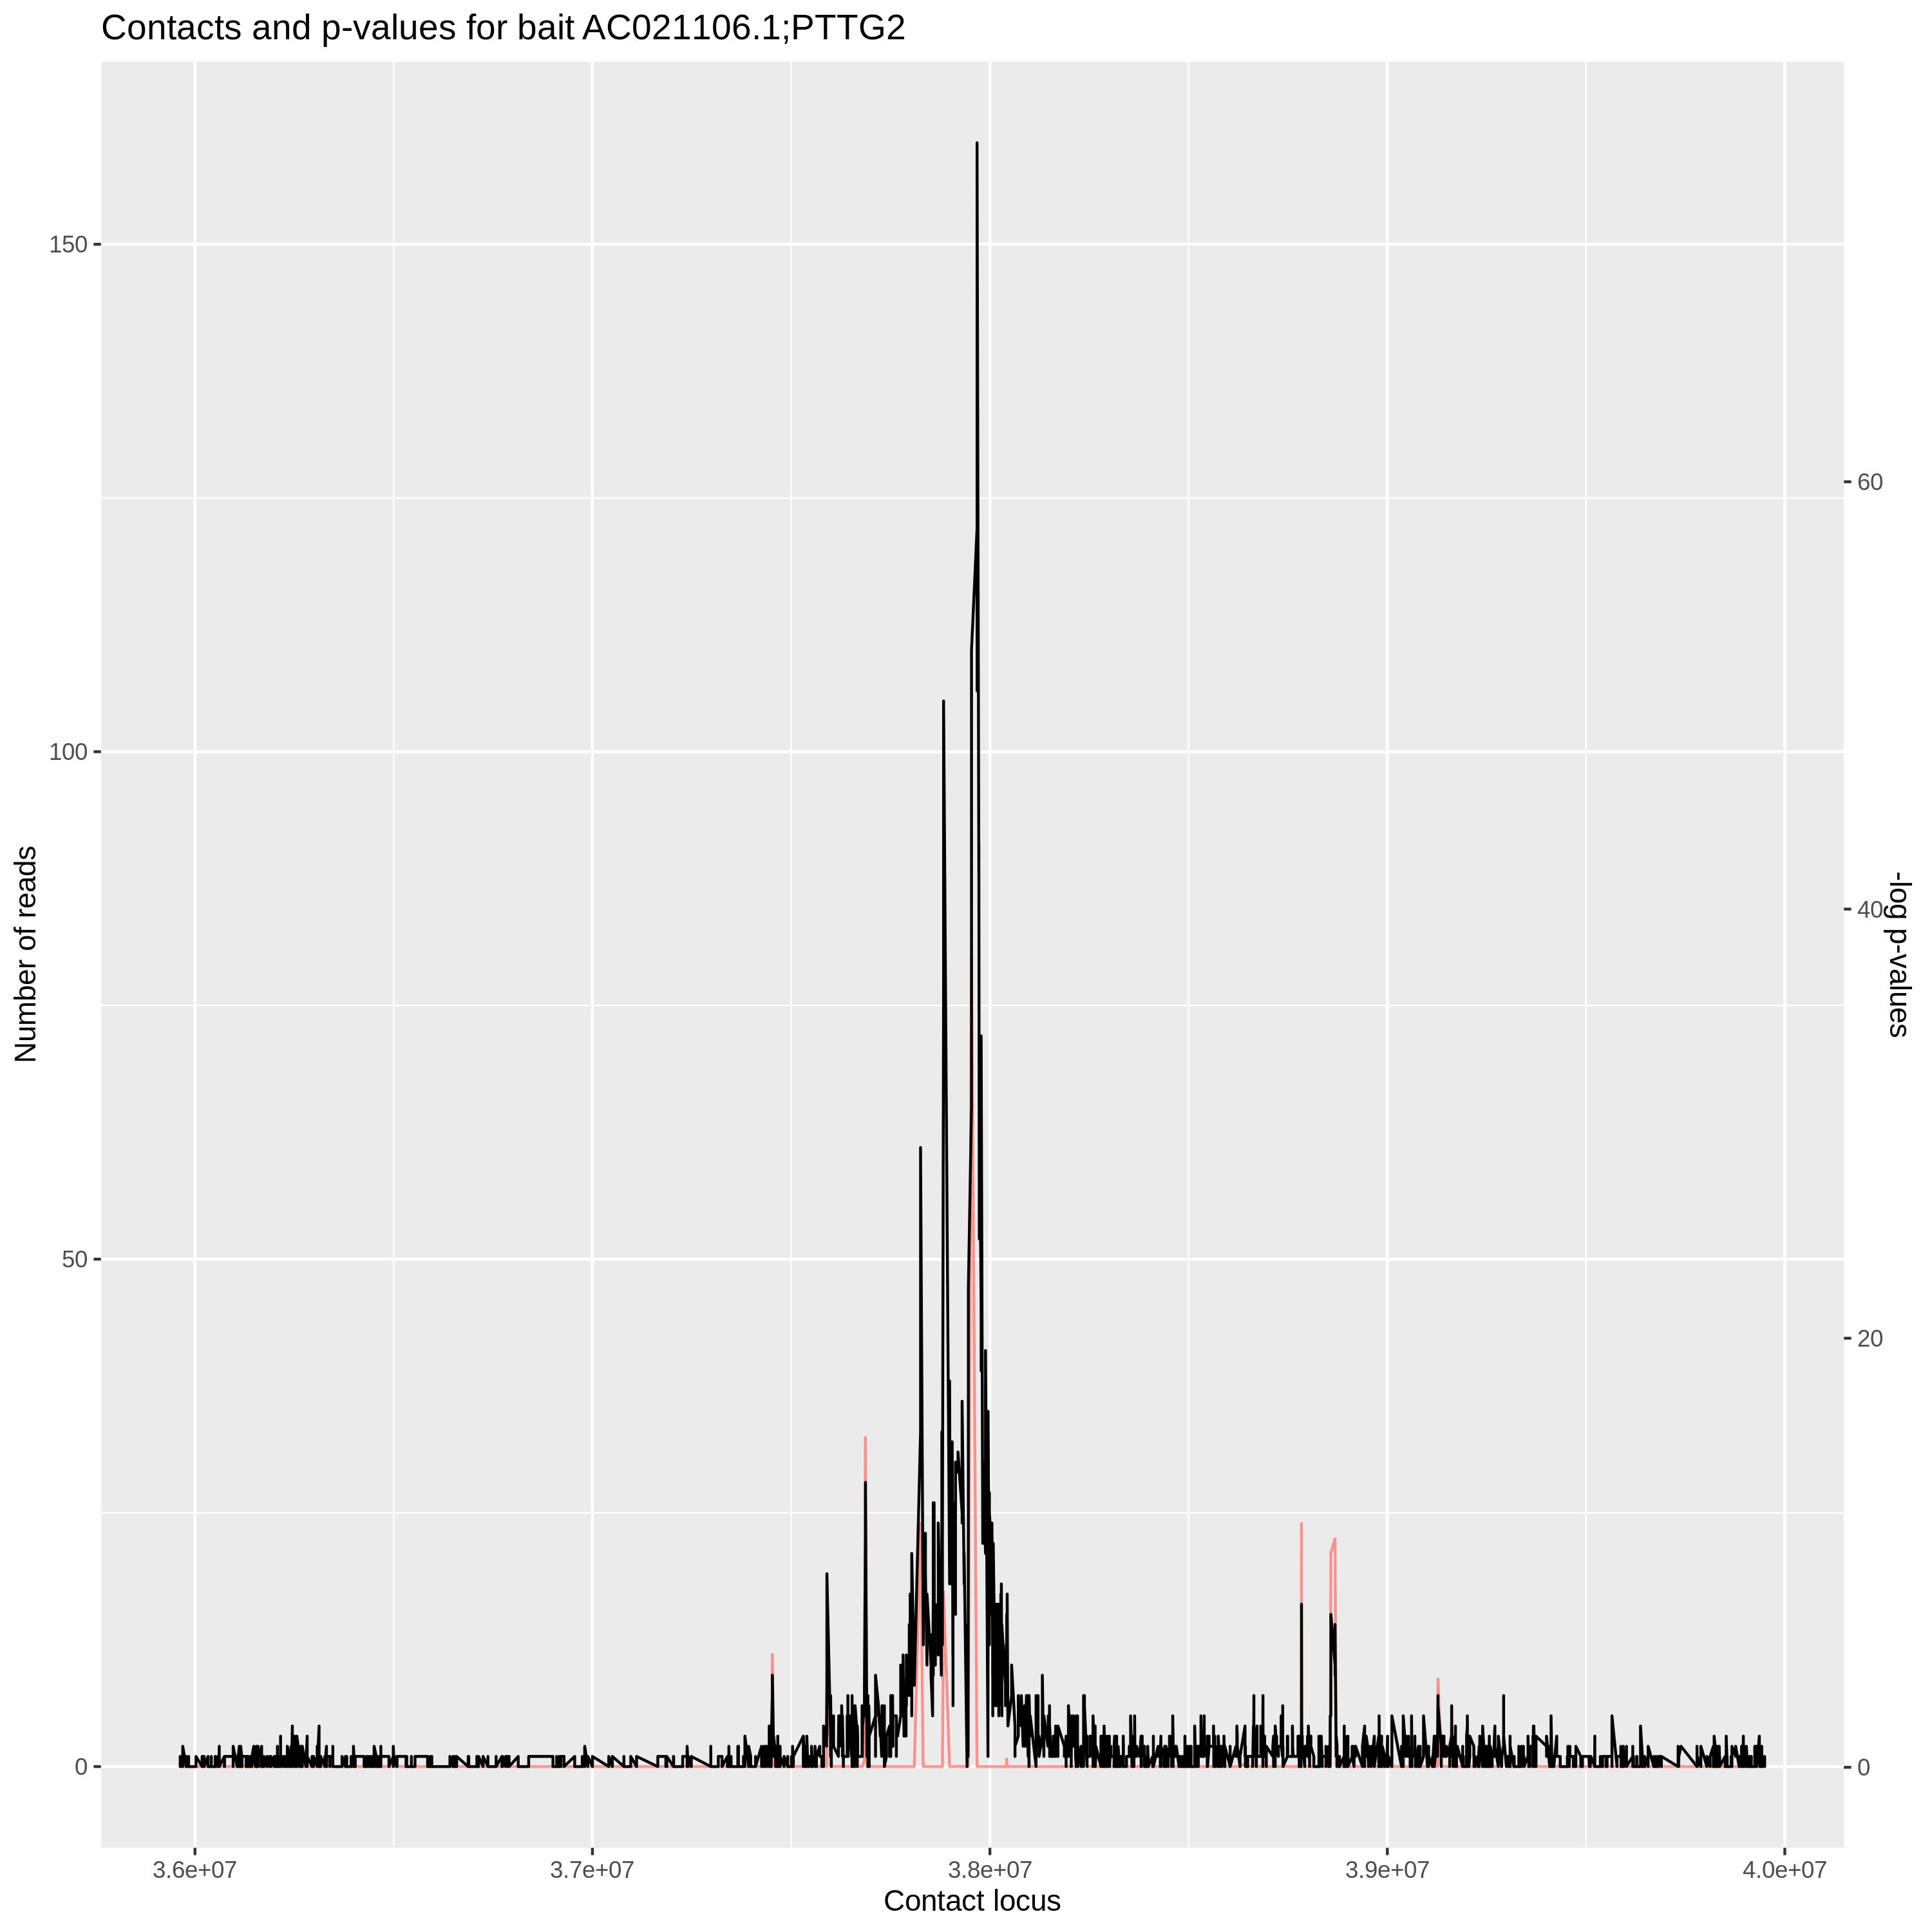 Contacts and p-values for bait AC021106.1;PTTG2
150
100
50
0
Number of reads
60
40
20
0
-log p-values
3.6e+07 3.7e+07 3.8e+07 3.9e+07 4.0e+07
Contact locus